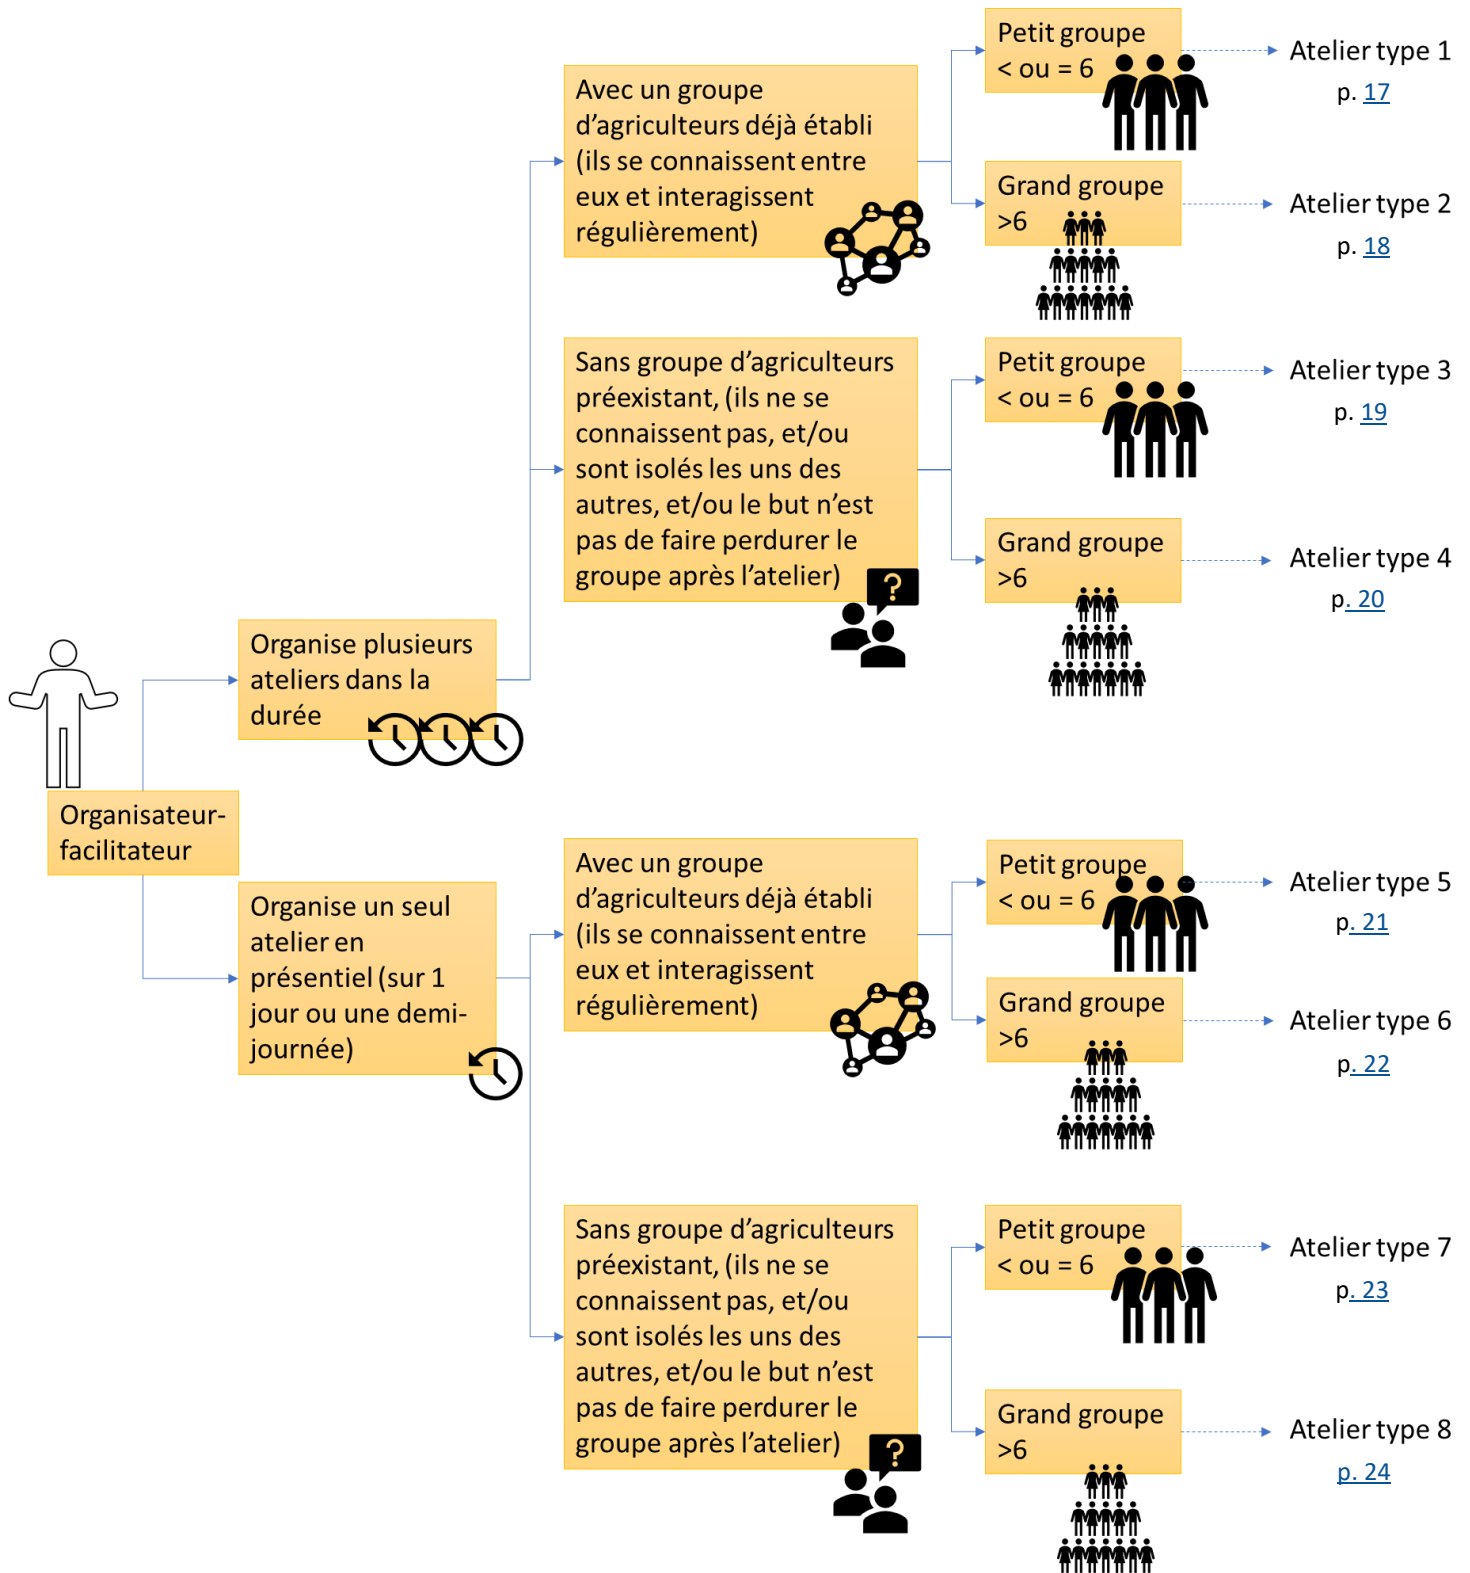 Organisateur-
facilitateur
Organise plusieurs
ateliers dans la
durée
Avec un groupe
d’agriculteurs déjà établi
(ils se connaissent entre
eux et interagissent
régulièrement)
Petit groupe
< ou = 6
Atelier type 1
p. 17
Grand groupe
>6
Atelier type 2
p. 18
Sans groupe d’agriculteurs
préexistant, (ils ne se
connaissent pas, et/ou
sont isolés les uns des
autres, et/ou le but n’est
pas de faire perdurer le
groupe après l’atelier)
?
Petit groupe
< ou = 6
Atelier type 3
p. 19
Grand groupe
>6
Atelier type 4
p. 20
Organise un seul
atelier en
présentiel (sur 1
jour ou une demi-
journée)
Avec un groupe
d’agriculteurs déjà établi
(ils se connaissent entre
eux et interagissent
régulièrement)
Petit groupe
< ou = 6
Atelier type 5
p. 21
Grand groupe
>6
Atelier type 6
p. 22
Sans groupe d’agriculteurs
préexistant, (ils ne se
connaissent pas, et/ou
sont isolés les uns des
autres, et/ou le but n’est
pas de faire perdurer le
groupe après l’atelier)
?
Petit groupe
< ou = 6
Atelier type 7
p. 23
Grand groupe
>6
Atelier type 8
p. 24